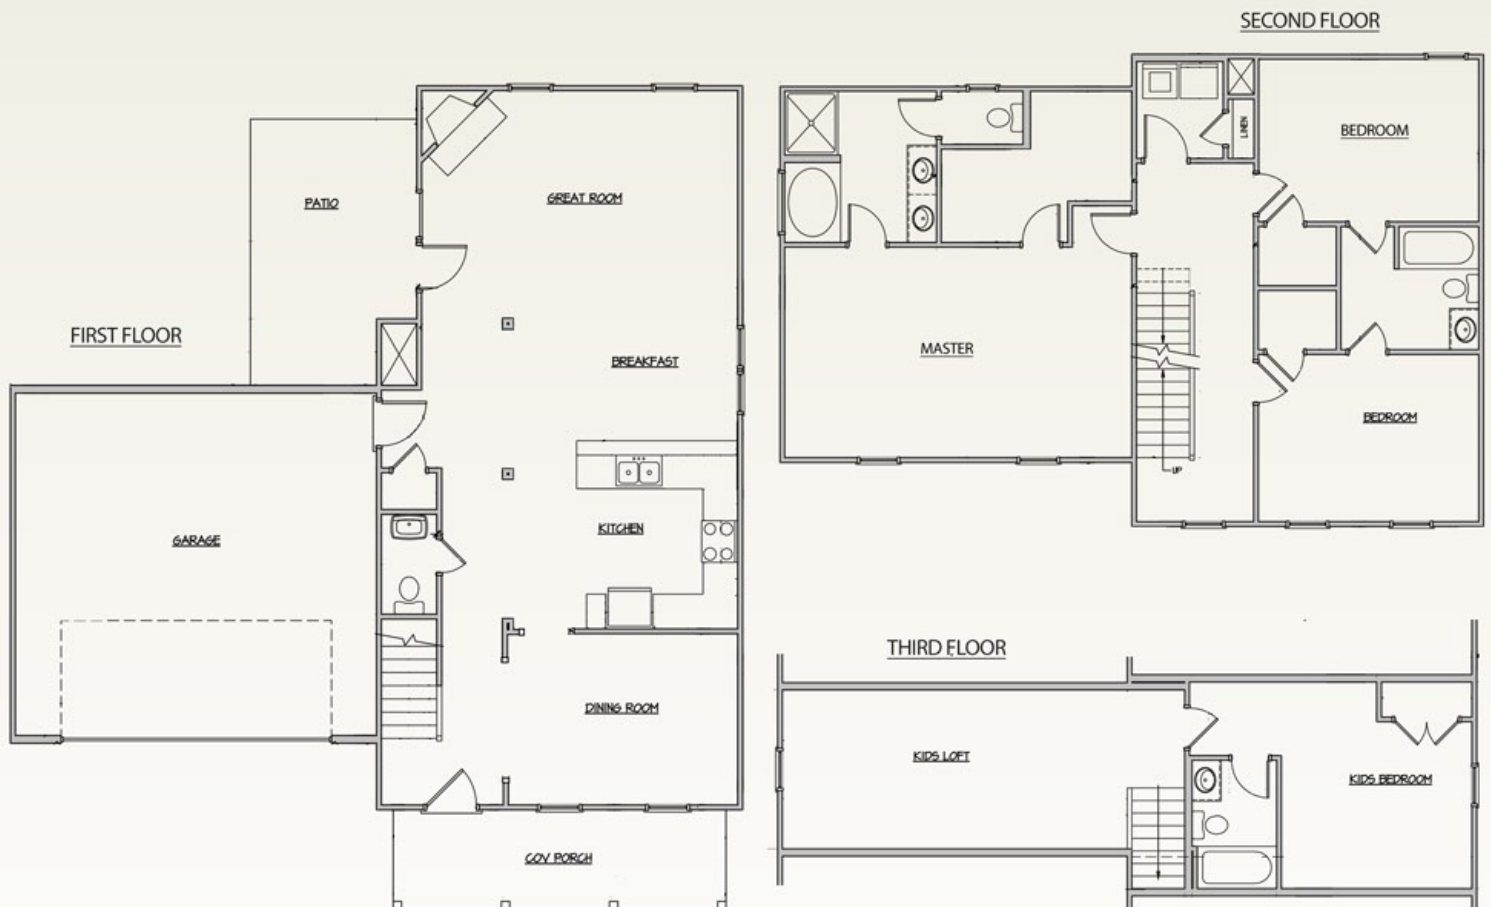 SECOND FLOOR
LINEN
BEDROOM
PATIO
GREAT ROOM
FIRST FLOOR
BREAKFAST
MASTER
BEDROOM
UP
GARAGE
KITCHEN
THIRD FLOOR
DINING ROOM
KIDS LOFT
KIDS BEDROOM
COV PORCH